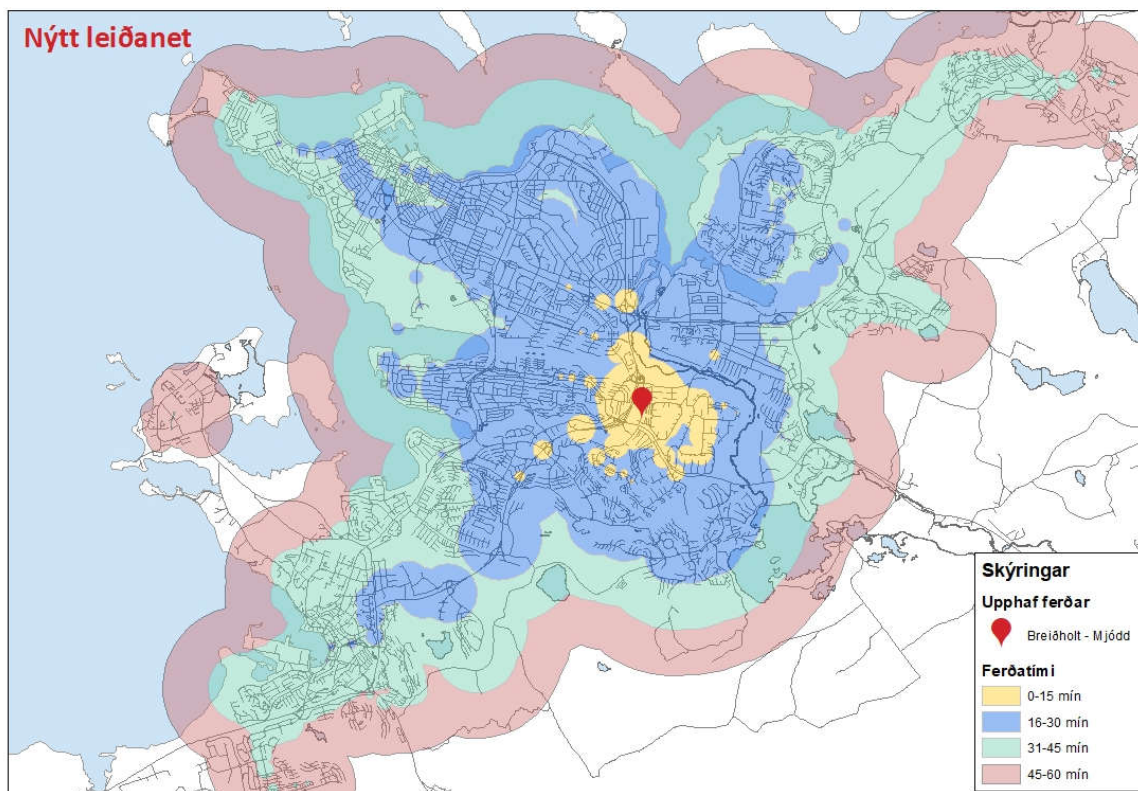 Nýtt leiðanet
Skýringar
Upphaf ferðar
Breiðholt - Mjódd
Ferðatími
0-15 mín
16-30 mín
31-45 mín
45-60 mín